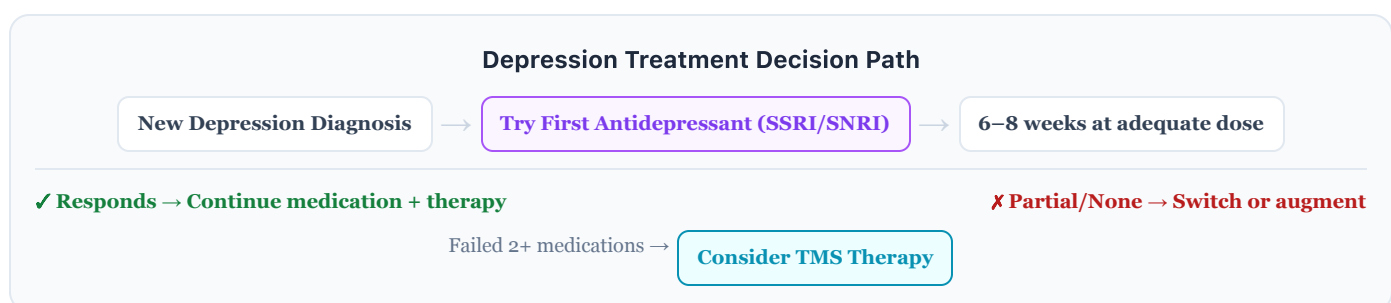 Depression Treatment Decision Path
New Depression Diagnosis → Try First Antidepressant (SSRI/SNRI) → 6–8 weeks at adequate dose
✓ Responds → Continue medication + therapy
✗ Partial/None → Switch or augment
Failed 2+ medications → Consider TMS Therapy